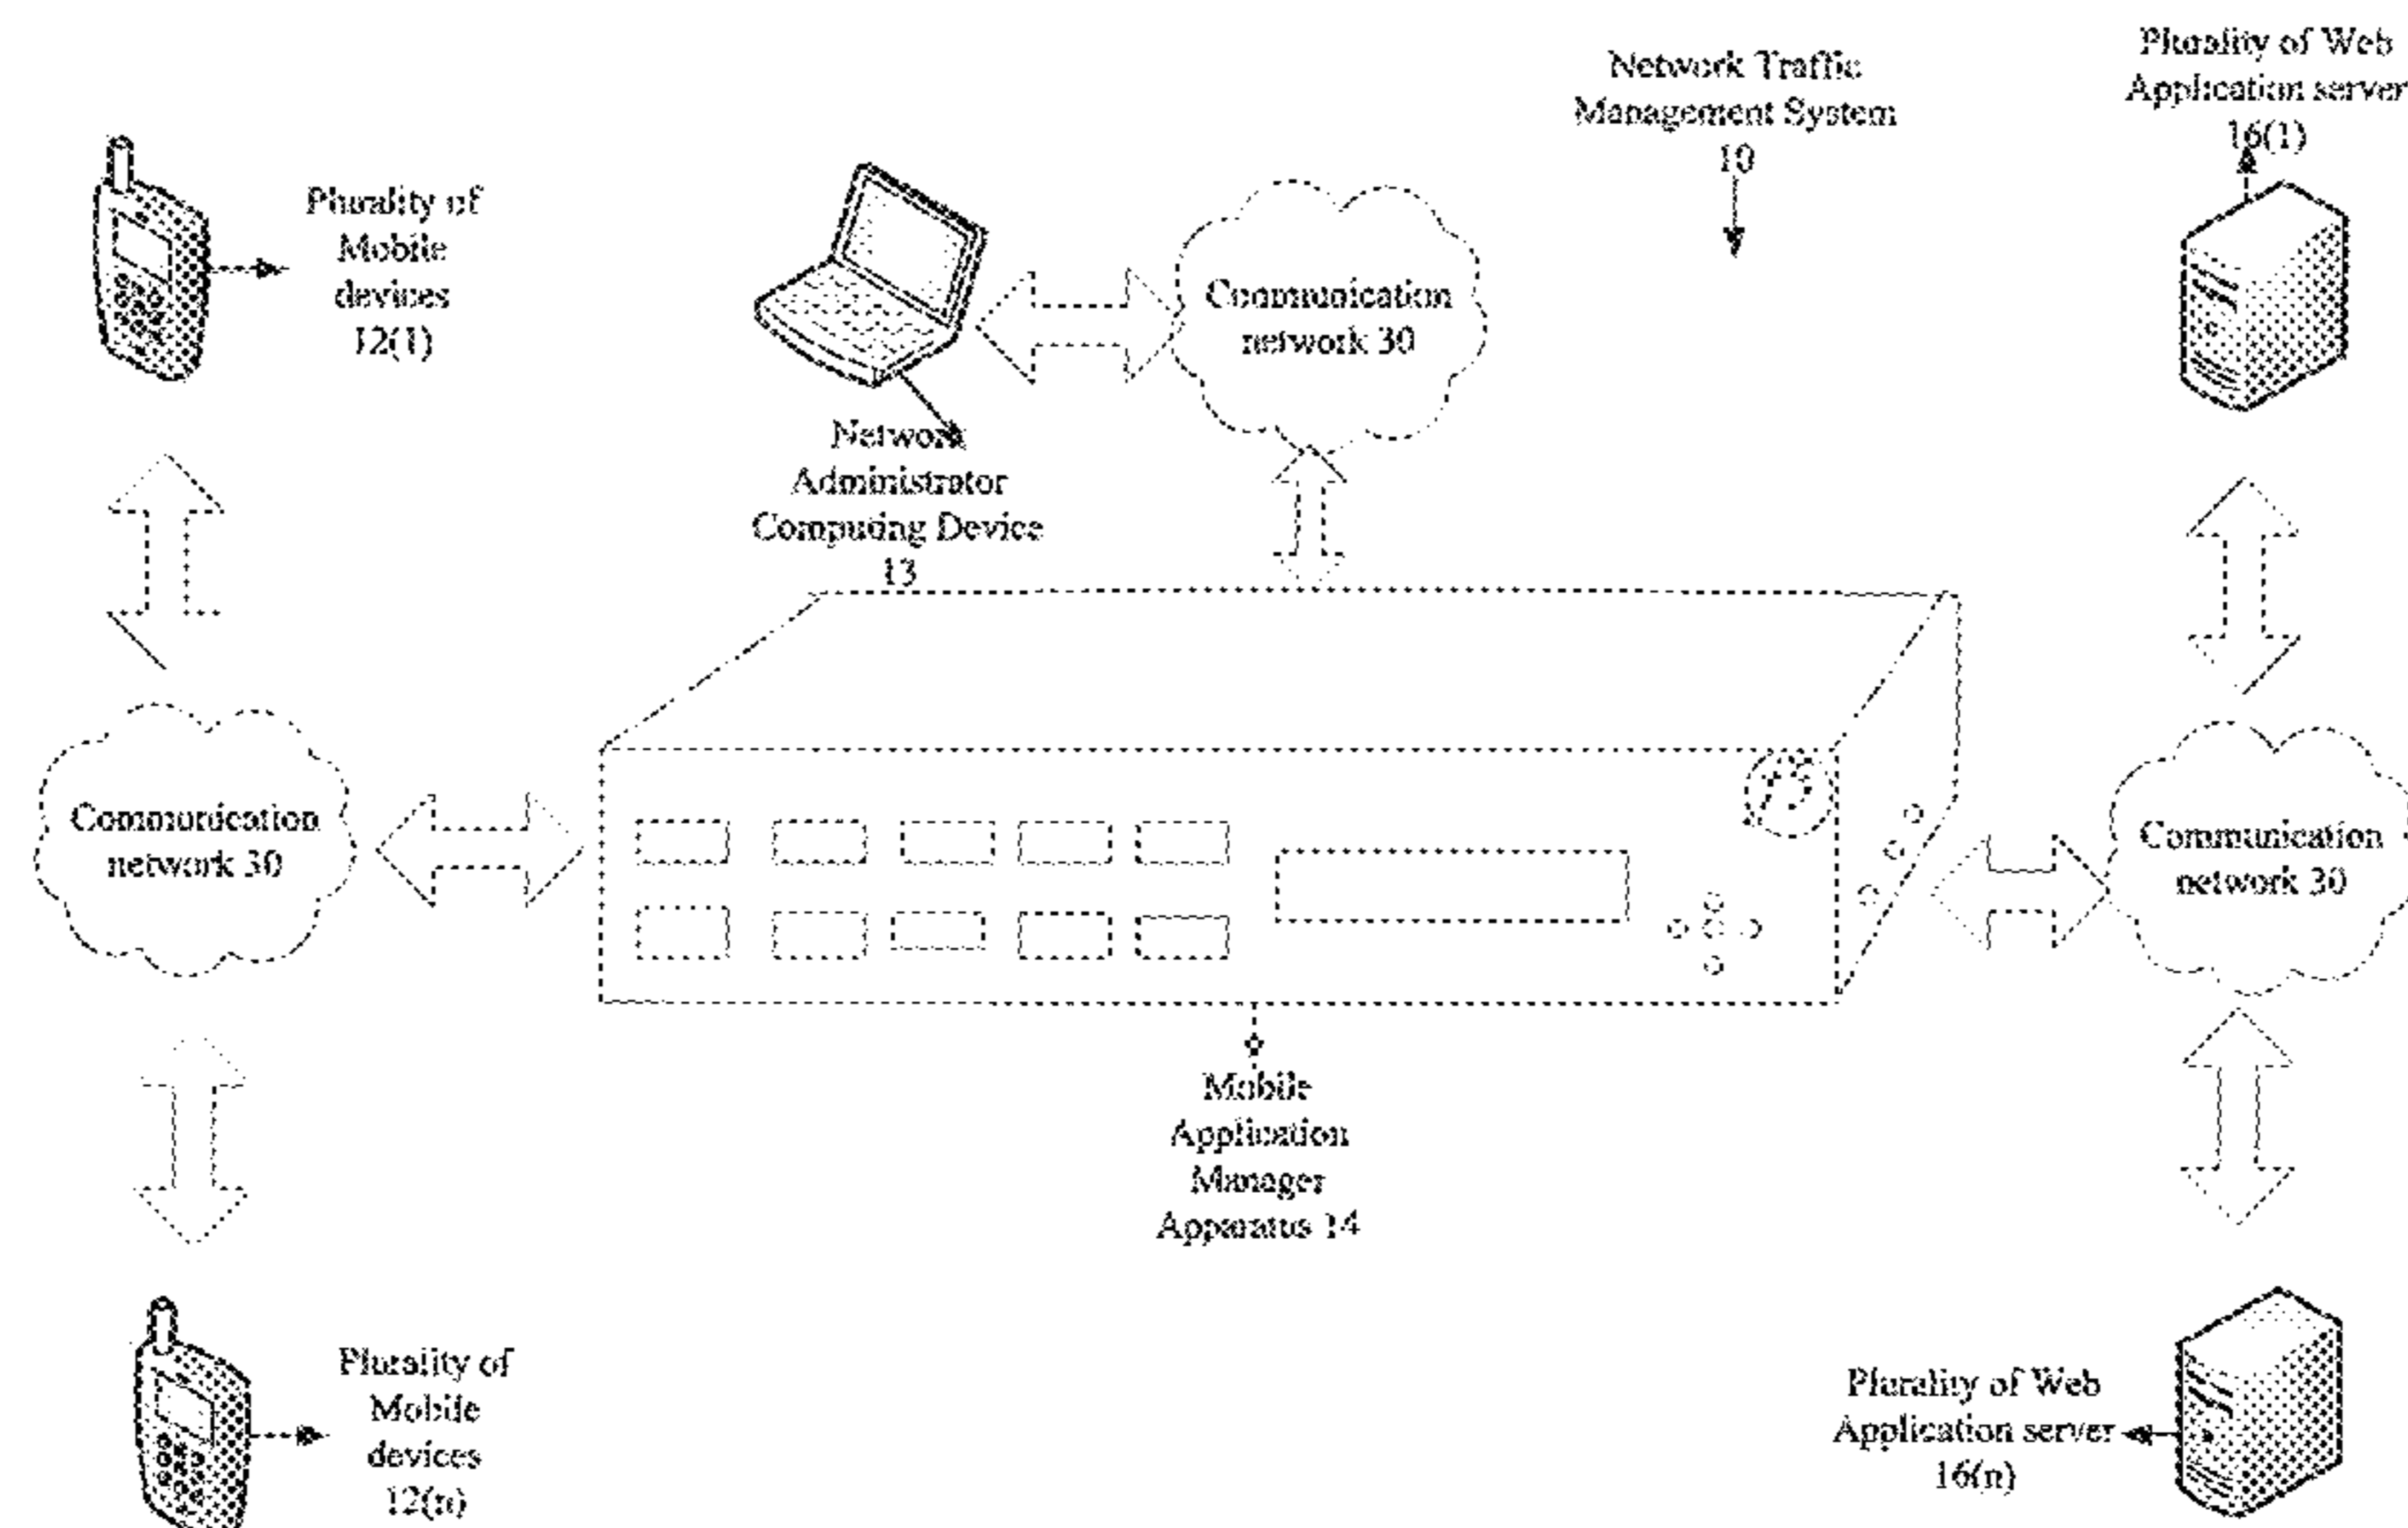 Network Traffic
Management System
10
Plurality of Web
Application server
16(1)
Plurality of
Mobile
devices
12(1)
Communication
network 30
Network
Administrator
Computing Device
13
Communication
network 30
f5
Communication
network 30
Mobile
Application
Manager
Apparatus 14
Plurality of
Mobile
devices
12(n)
Plurality of Web
Application server
16(n)